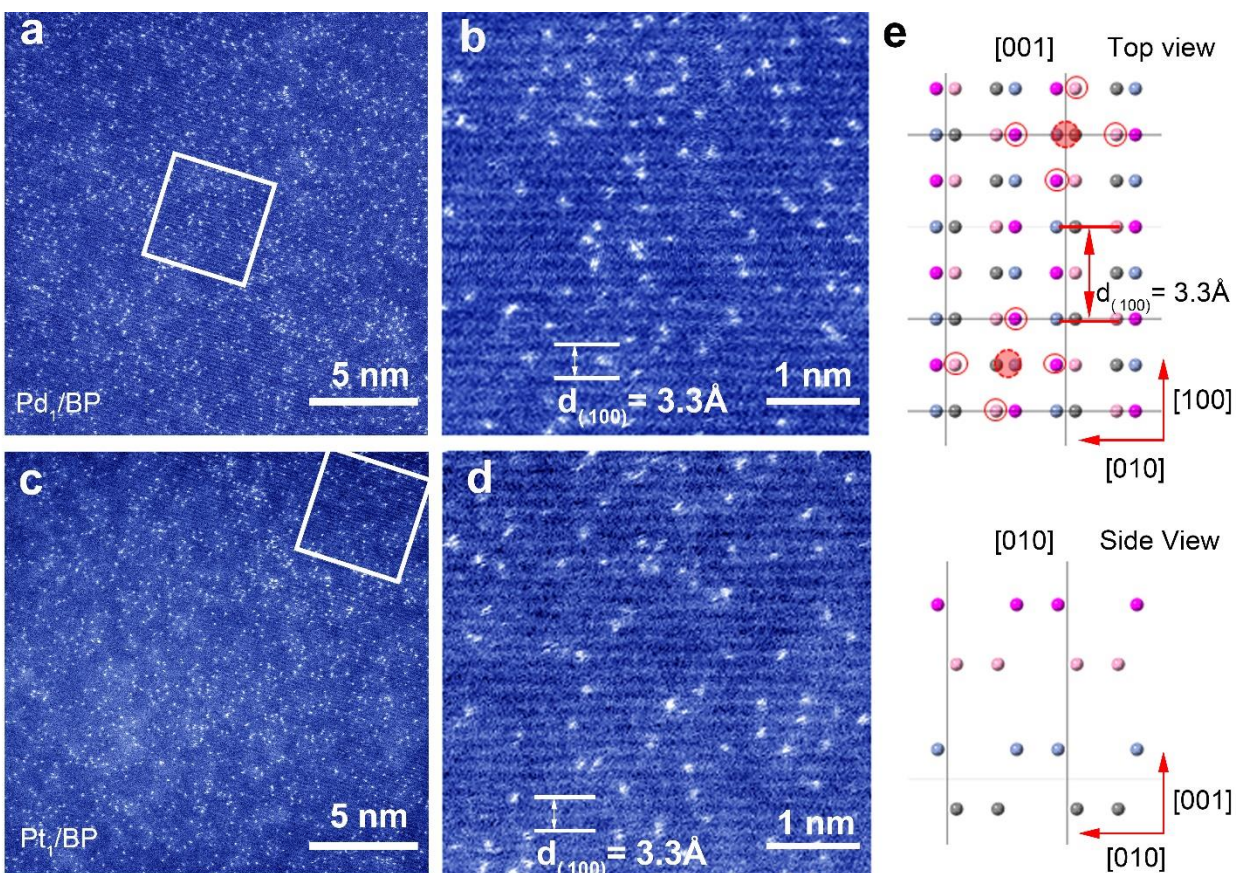 a
5 nm
Pd₁/BP
b
1 nm
d(100) = 3.3Å
c
5 nm
Pt₁/BP
d
1 nm
d(100) = 3.3Å
e
[001] Top view
d(100) = 3.3Å
[100]
[010]
[010] Side View
[001]
[010]